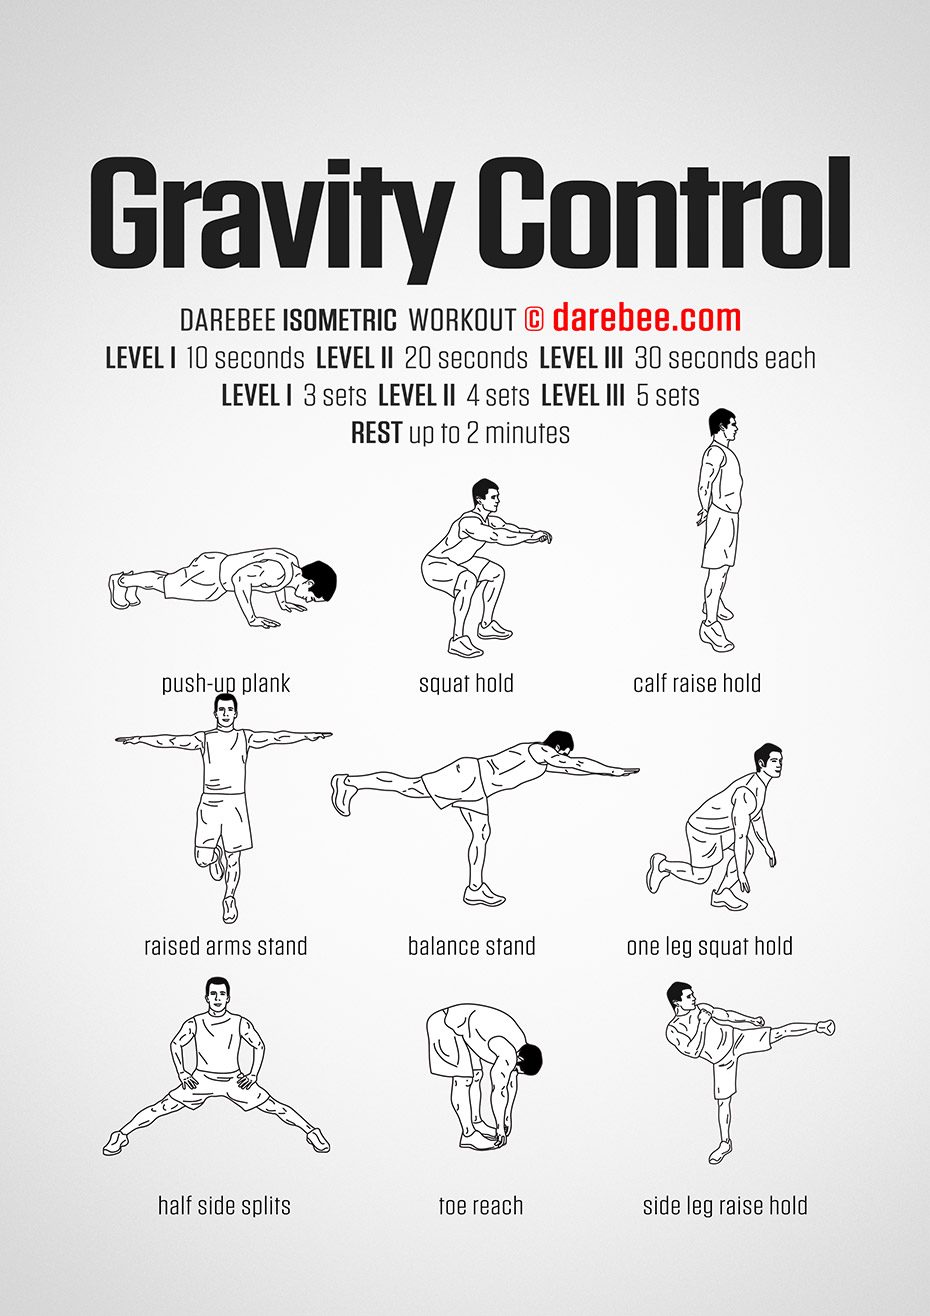 Gravity Control
DAREBEE ISOMETRIC WORKOUT © darebee.com
LEVEL I 10 seconds LEVEL II 20 seconds LEVEL III 30 seconds each
LEVEL I 3 sets LEVEL II 4 sets LEVEL III 5 sets
REST up to 2 minutes
push-up plank
squat hold
calf raise hold
raised arms stand
balance stand
one leg squat hold
half side splits
toe reach
side leg raise hold